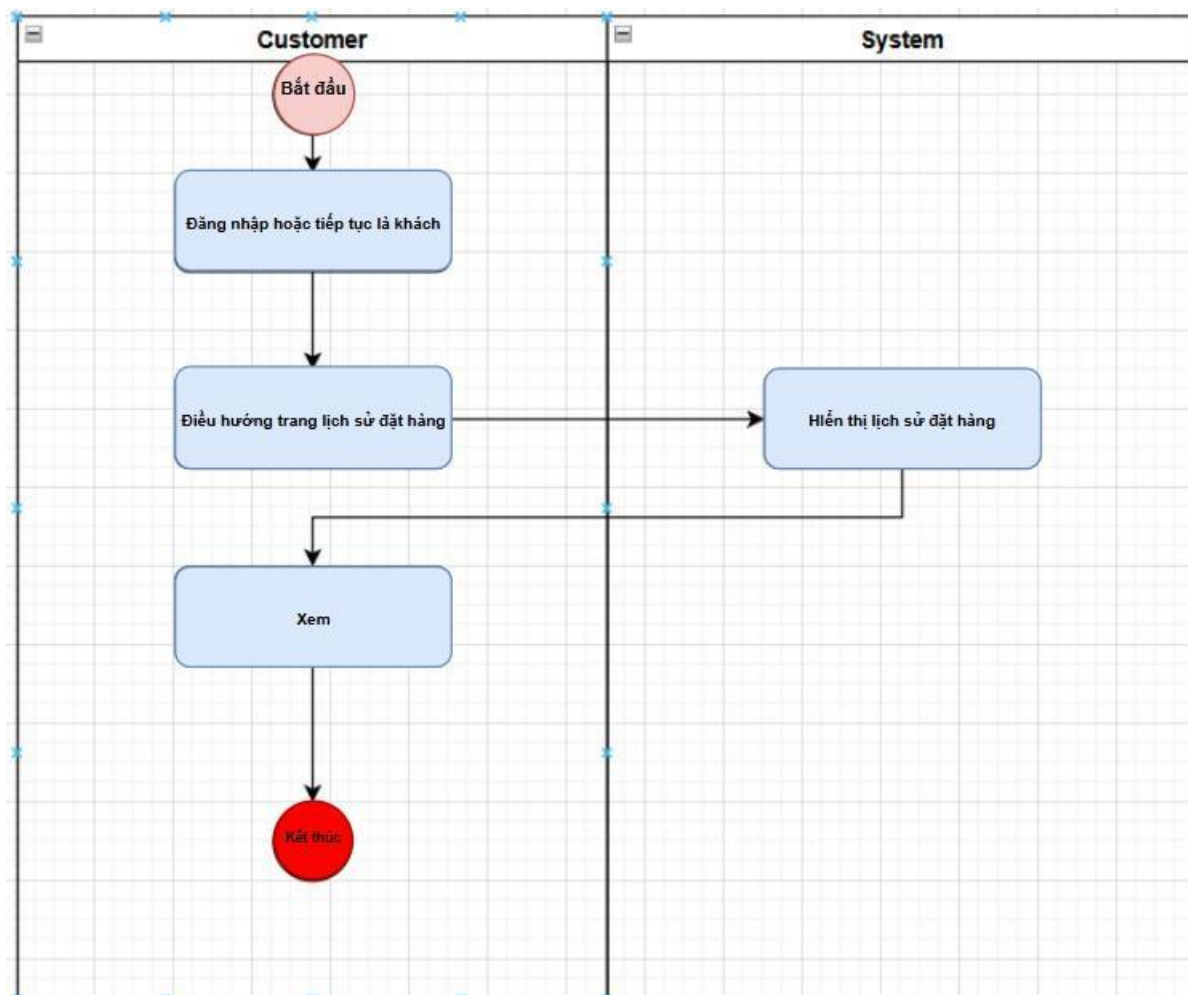 Customer
System
Bắt đầu
Đăng nhập hoặc tiếp tục là khách
Điều hướng trang lịch sử đặt hàng
HIển thị lịch sử đặt hàng
Xem
Kết thúc